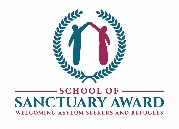 SCHOOL OF
SANCTUARY AWARD
WELCOMING ASYLUM SEEKERS AND REFUGEES